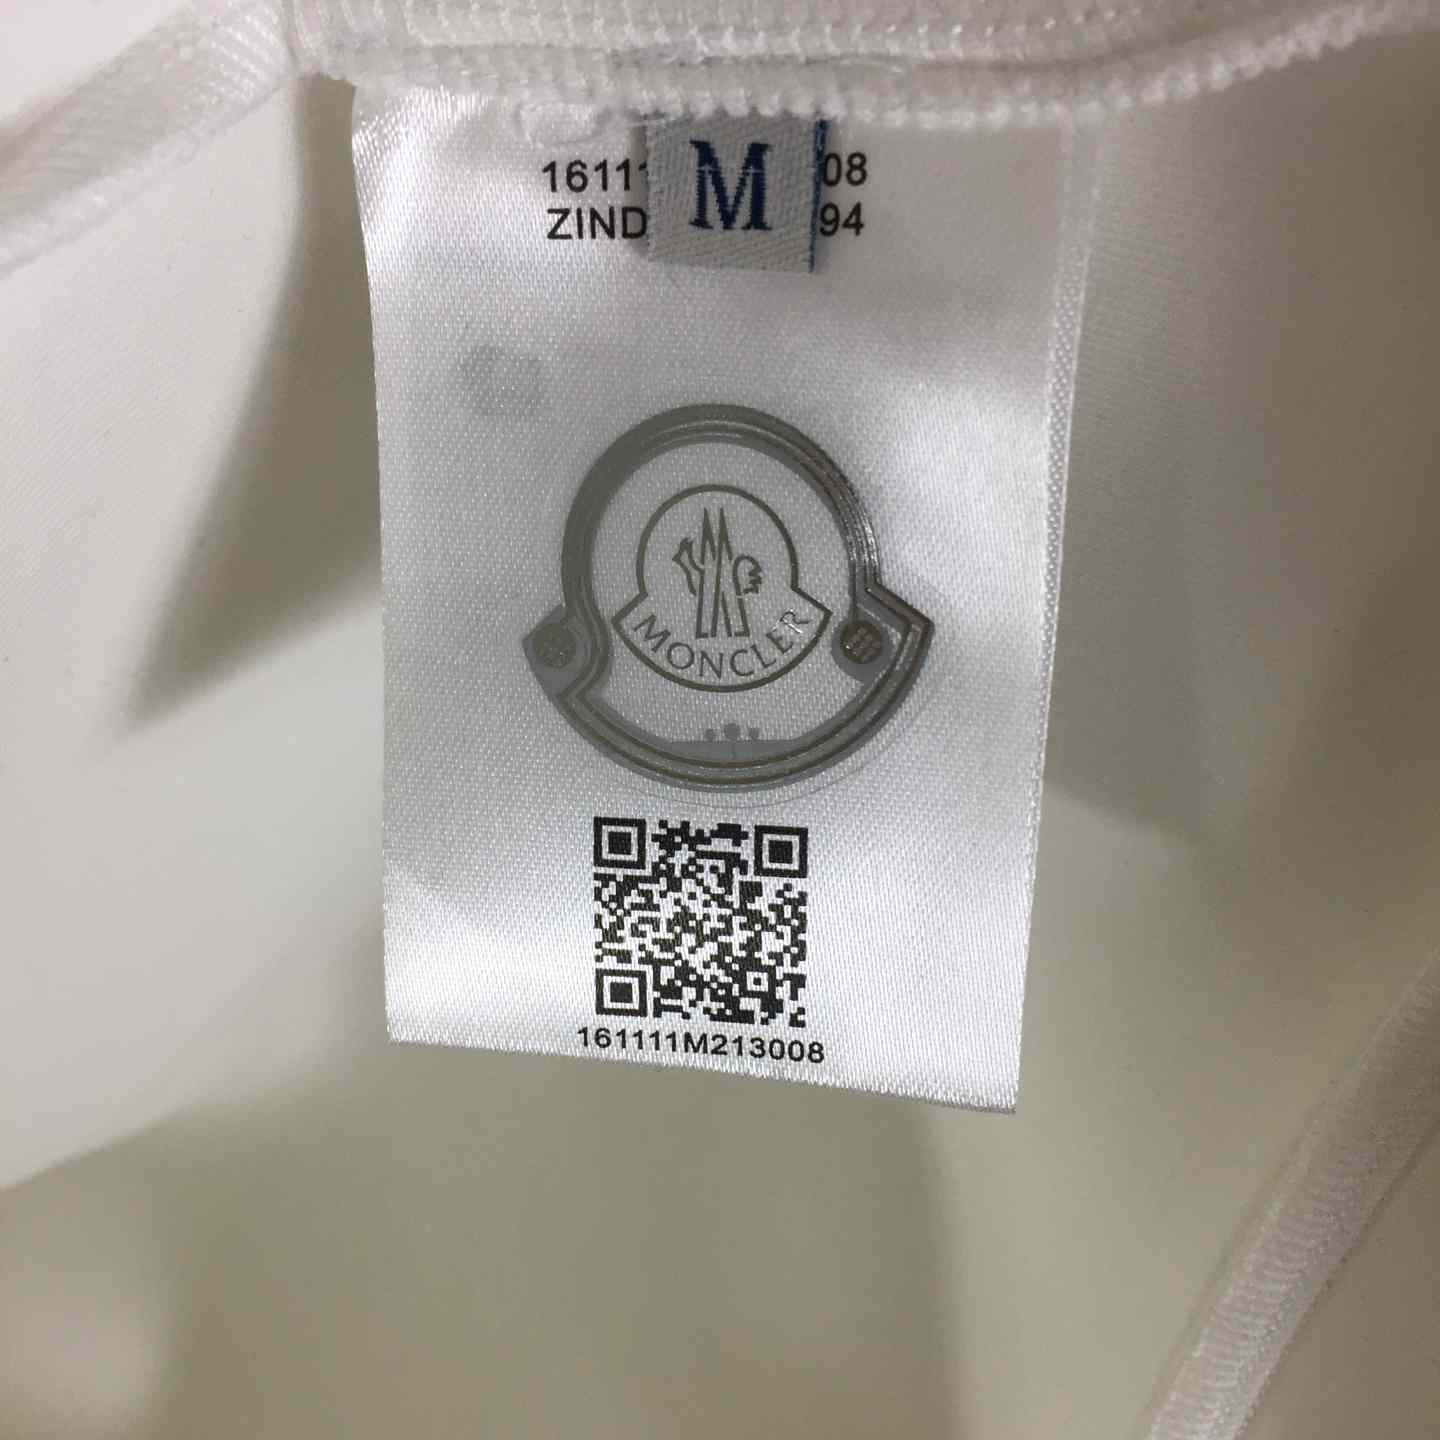 16111 M 08
ZIND 94
MONCLER
161111M213008